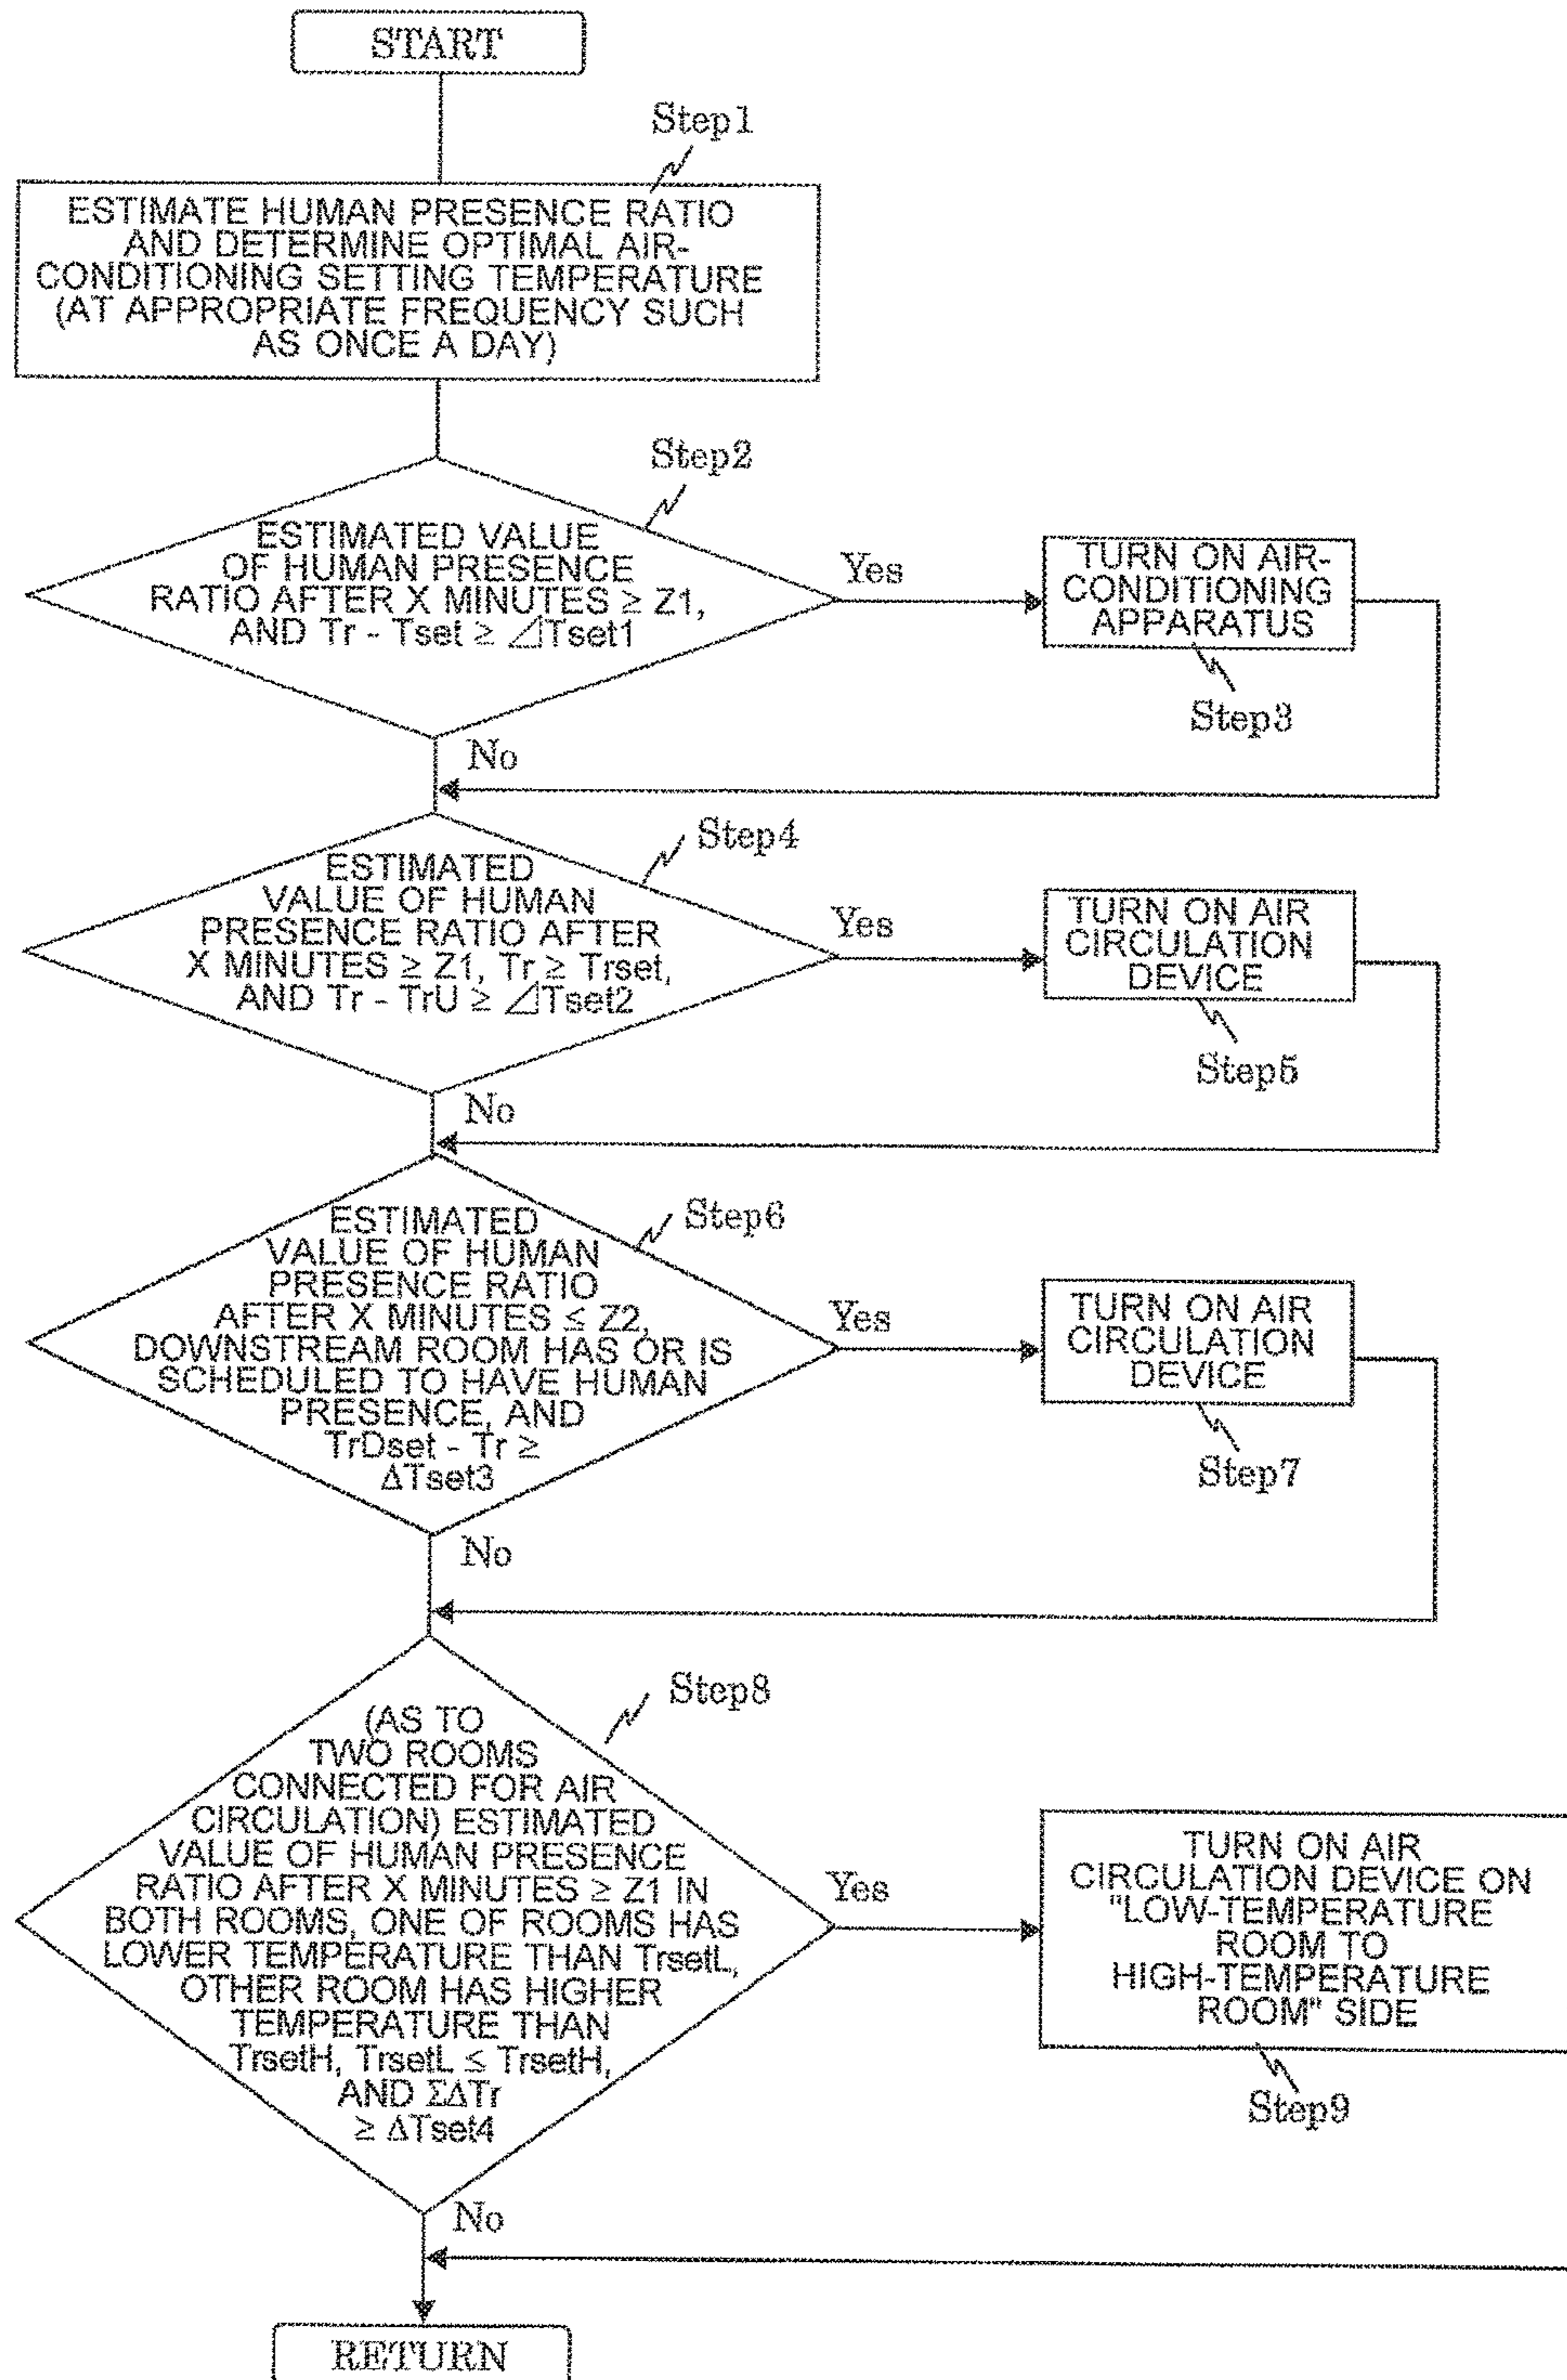 START
Step1
ESTIMATE HUMAN PRESENCE RATIO
AND DETERMINE OPTIMAL AIR-
CONDITIONING SETTING TEMPERATURE
(AT APPROPRIATE FREQUENCY SUCH
AS ONCE A DAY)
Step2
ESTIMATED VALUE
OF HUMAN PRESENCE
RATIO AFTER X MINUTES ≥ Z1,
AND Tr - Tset ≥ ⊿Tset1
Yes
TURN ON AIR-
CONDITIONING
APPARATUS
Step3
No
Step4
ESTIMATED
VALUE OF HUMAN
PRESENCE RATIO AFTER
X MINUTES ≥ Z1, Tr ≥ Trset,
AND Tr - TrU ≥ ⊿Tset2
Yes
TURN ON AIR
CIRCULATION
DEVICE
Step5
No
Step6
ESTIMATED
VALUE OF HUMAN
PRESENCE RATIO
AFTER X MINUTES ≤ Z2,
DOWNSTREAM ROOM HAS OR IS
SCHEDULED TO HAVE HUMAN
PRESENCE, AND
TrDset - Tr ≥
ΔTset3
Yes
TURN ON AIR
CIRCULATION
DEVICE
Step7
No
Step8
(AS TO
TWO ROOMS
CONNECTED FOR AIR
CIRCULATION) ESTIMATED
VALUE OF HUMAN PRESENCE
RATIO AFTER X MINUTES ≥ Z1 IN
BOTH ROOMS, ONE OF ROOMS HAS
LOWER TEMPERATURE THAN TrsetL,
OTHER ROOM HAS HIGHER
TEMPERATURE THAN
TrsetH, TrsetL ≤ TrsetH,
AND ΣΔTr
≥ ΔTset4
Yes
TURN ON AIR
CIRCULATION DEVICE ON
"LOW-TEMPERATURE
ROOM TO
HIGH-TEMPERATURE
ROOM" SIDE
Step9
No
RETURN